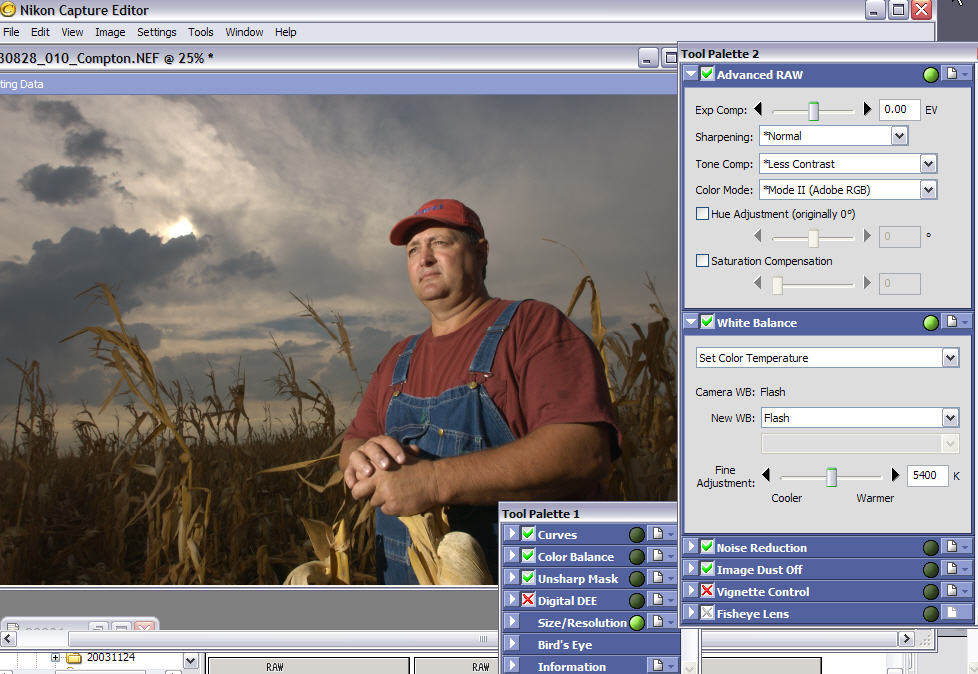 Nikon Capture Editor
File Edit View Image Settings Tools Window Help
30828_010_Compton.NEF @ 25% *
ting Data
Tool Palette 2
Advanced RAW
Exp Comp: 0.00 EV
Sharpening: *Normal
Tone Comp: *Less Contrast
Color Mode: *Mode II (Adobe RGB)
Hue Adjustment (originally 0°)
0 °
Saturation Compensation
0
White Balance
Set Color Temperature
Camera WB: Flash
New WB: Flash
Fine
Adjustment: 5400 K
Cooler Warmer
Noise Reduction
Image Dust Off
Vignette Control
Fisheye Lens
Tool Palette 1
Curves
Color Balance
Unsharp Mask
Digital DEE
Size/Resolution
Bird's Eye
Information
20031124
RAW
RAW